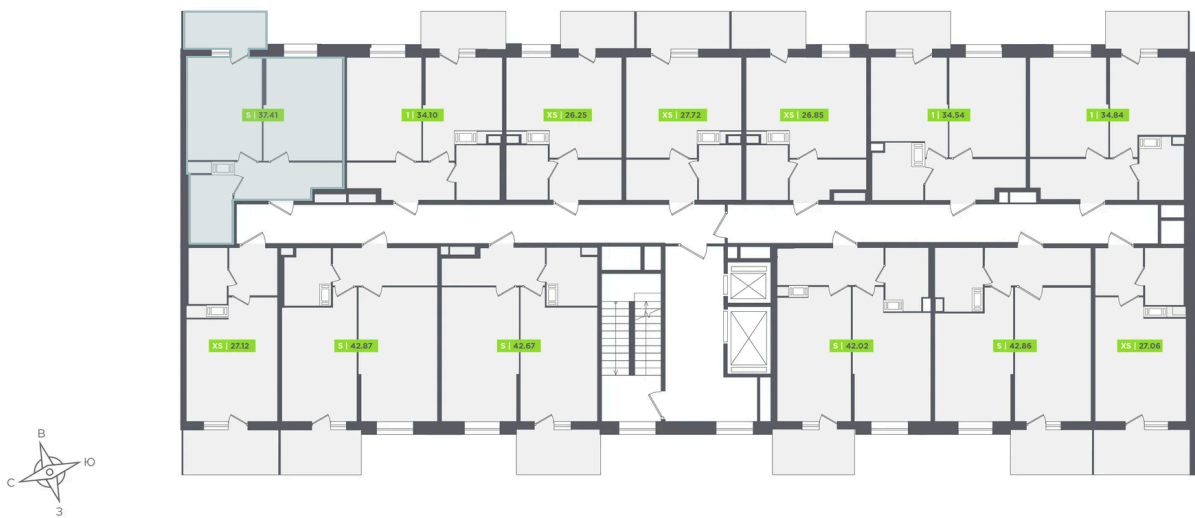 S | 37.41
1 | 34.10
XS | 26.25
XS | 27.72
XS | 26.85
1 | 34.54
1 | 34.84
XS | 27.12
S | 42.87
S | 42.67
S | 42.02
S | 42.86
XS | 27.06
В
Ю
С
З